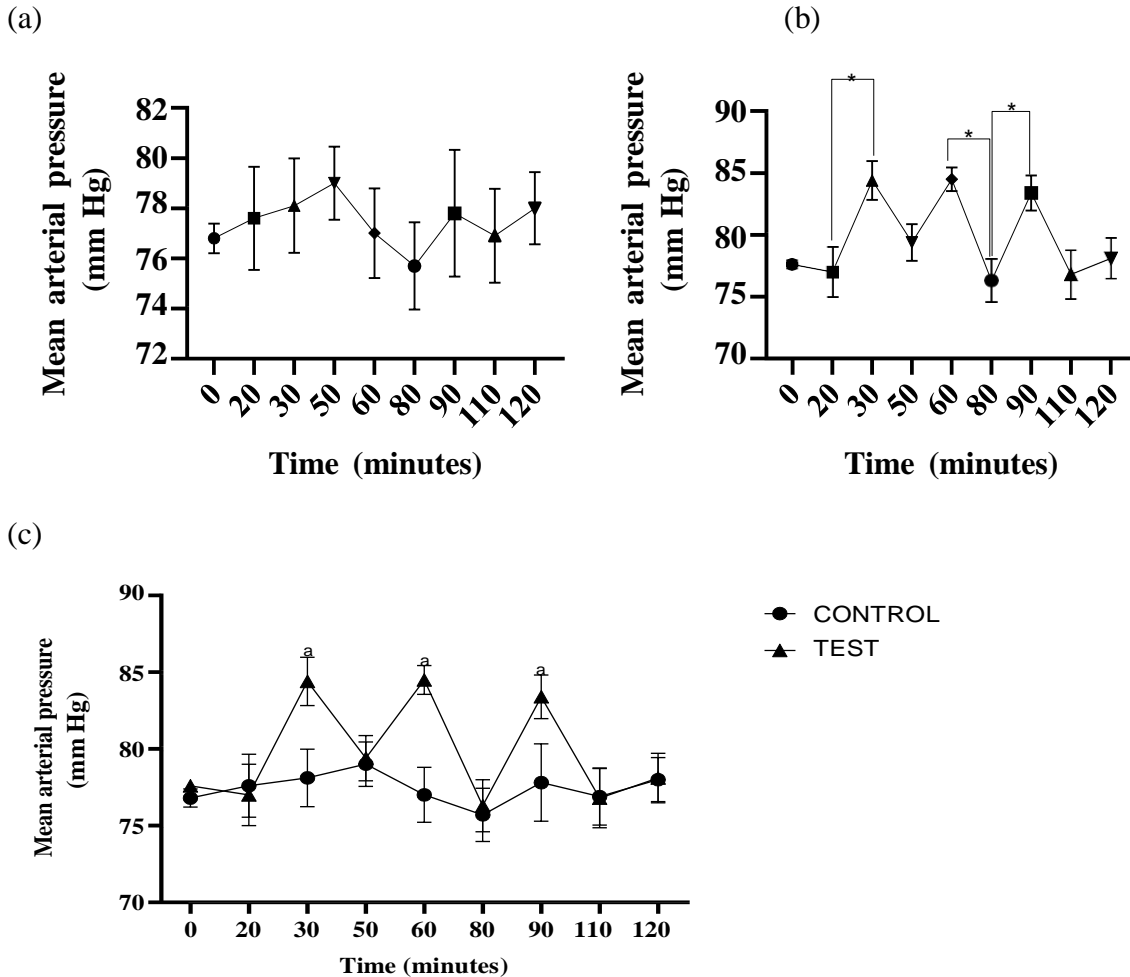 (a)
Mean arterial pressure
(mm Hg)
82
80
78
76
74
72
0 20 30 50 60 80 90 110 120
Time (minutes)
(b)
Mean arterial pressure
(mm Hg)
90
85
80
75
70
*
*
*
0 20 30 50 60 80 90 110 120
Time (minutes)
(c)
Mean arterial pressure
(mm Hg)
90
85
80
75
70
a
a
a
0 20 30 50 60 80 90 110 120
Time (minutes)
CONTROL
TEST